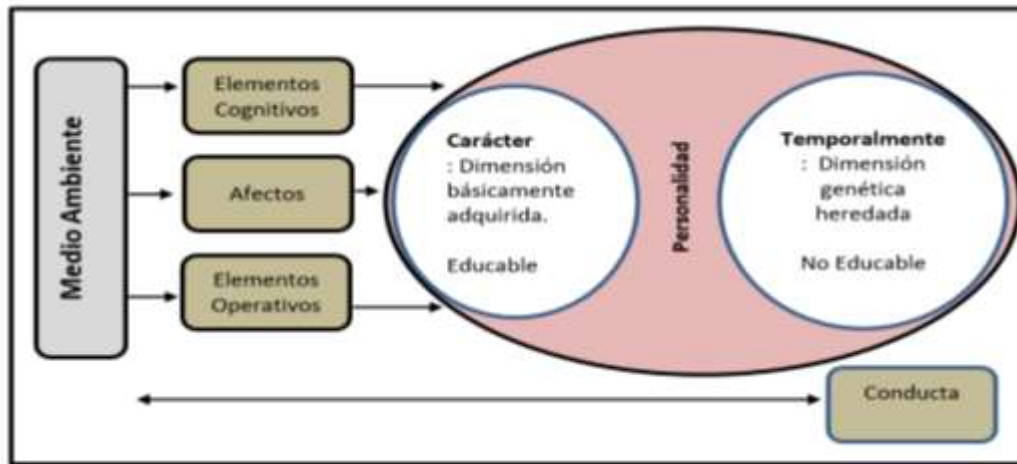 Medio Ambiente
Elementos
Cognitivos
Afectos
Elementos
Operativos
Carácter
: Dimensión
básicamente
adquirida.
Educable
Personalidad
Temporalmente
: Dimensión
genética
heredada
No Educable
Conducta